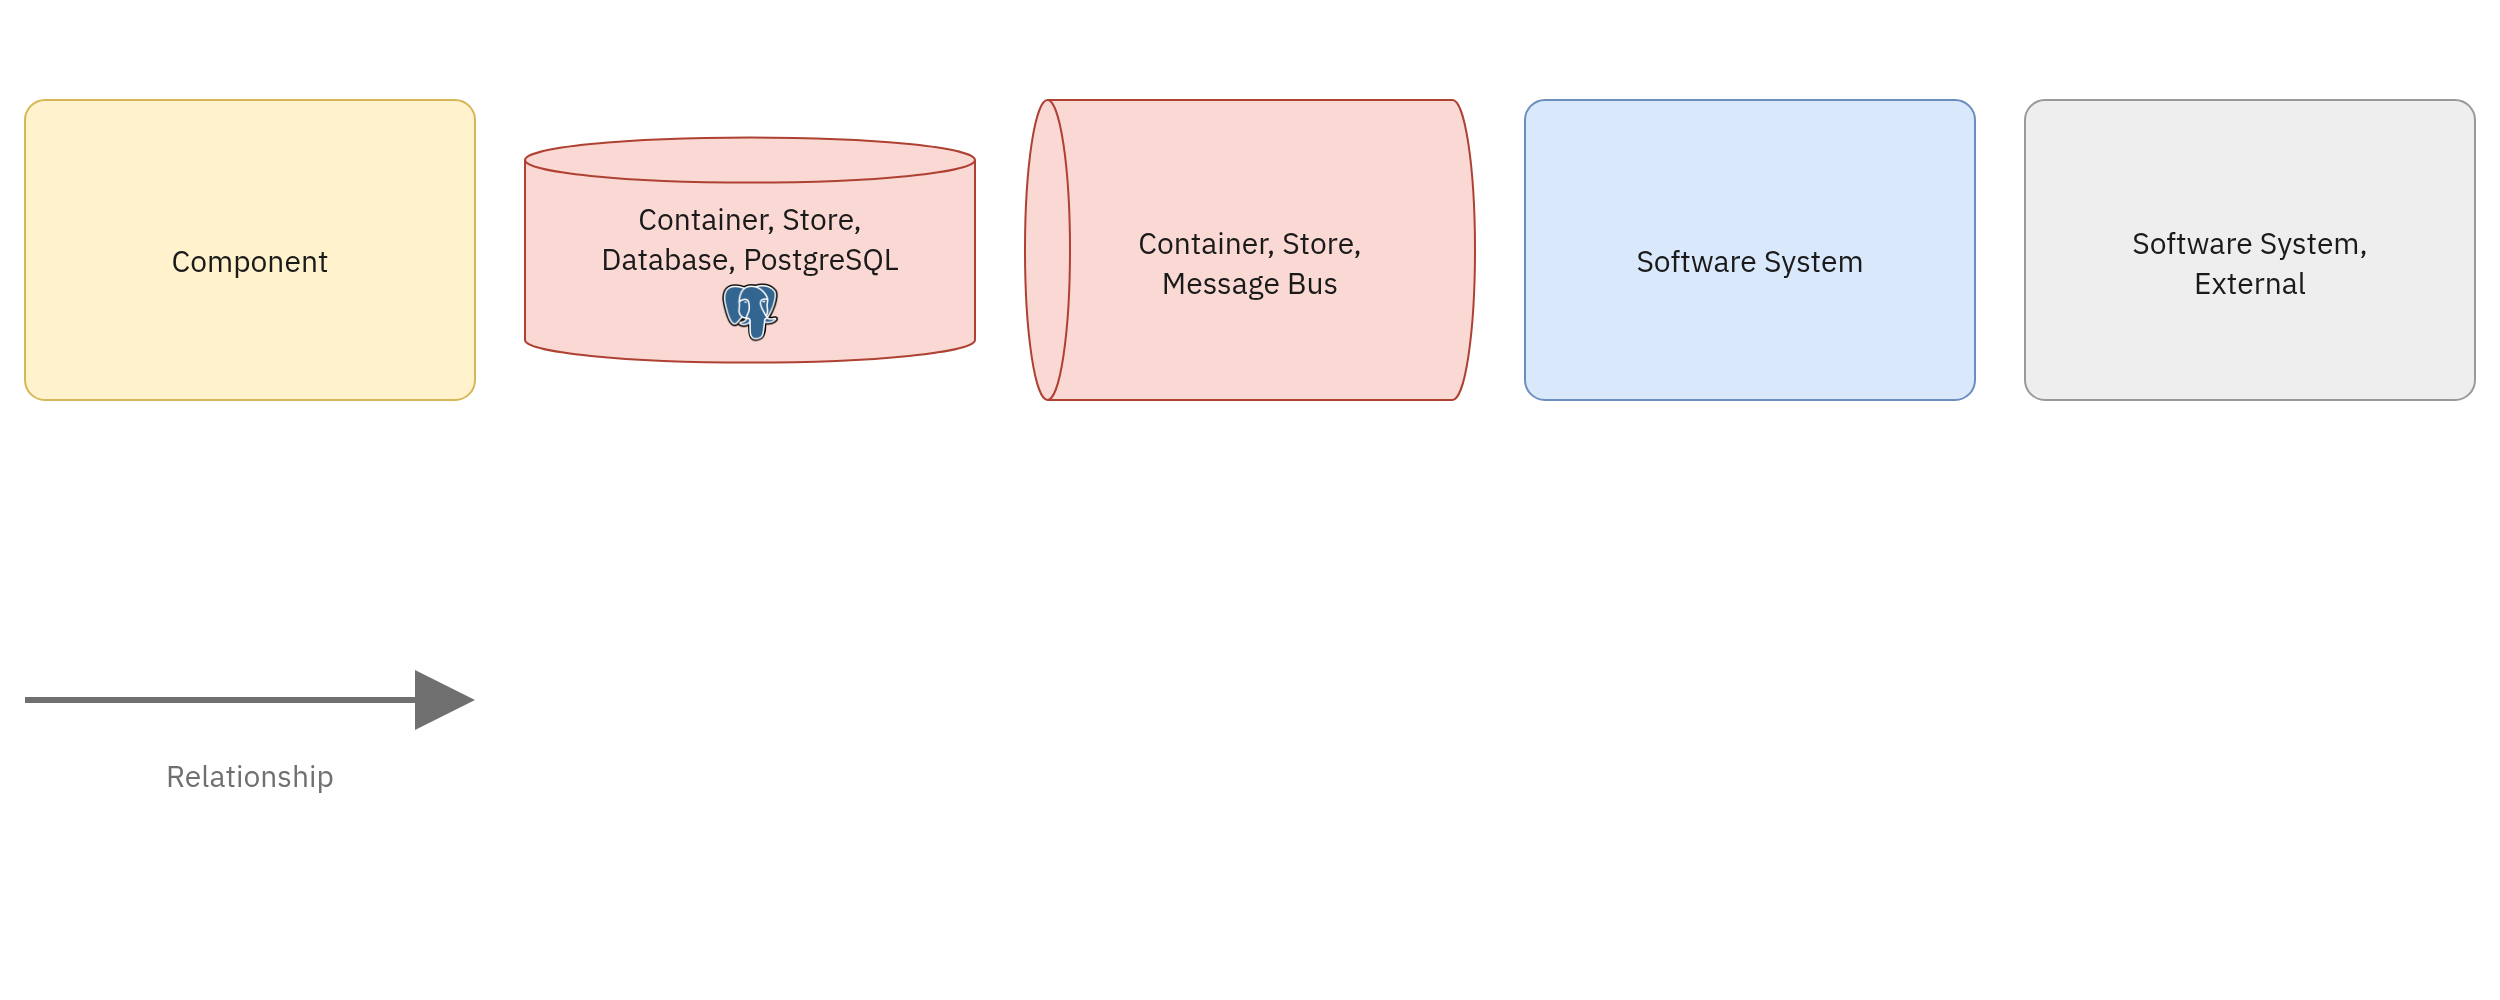 Component
Container, Store,
Database, PostgreSQL
Container, Store,
Message Bus
Software System
Software System,
External
Relationship